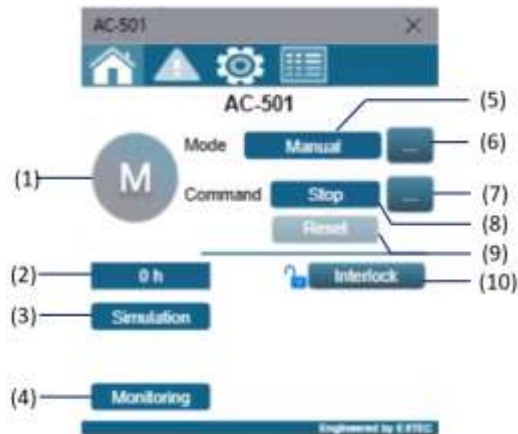 AC-501
AC-501
(5)
Mode Manual ... (6)
(1) M
Command Stop ... (7)
(8)
Reset
(9)
(2) 0 h Interlock (10)
(3) Simulation
(4) Monitoring
Engineered by